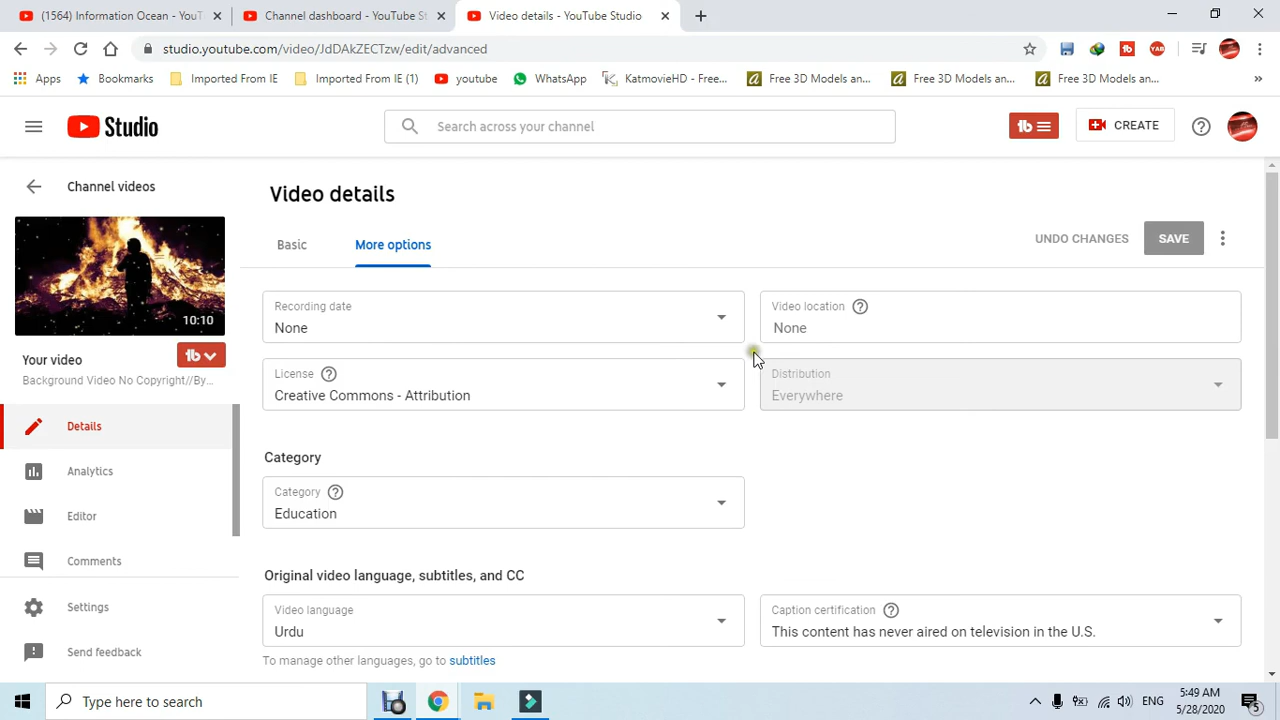 (1564) Information Ocean - YouT
Channel dashboard - YouTube St
Video details - YouTube Studio
studio.youtube.com/video/JdDAkZECTzw/edit/advanced
YAB
Apps
Bookmarks
Imported From IE
Imported From IE (1)
youtube
WhatsApp
KatmovieHD - Free...
Free 3D Models an...
Free 3D Models an...
Free 3D Models an...
Studio
Search across your channel
CREATE
Channel videos
Video details
Basic
More options
UNDO CHANGES
SAVE
10:10
Your video
Background Video No Copyright//By...
Recording date
None
Video location
None
License
Creative Commons - Attribution
Distribution
Everywhere
Details
Analytics
Editor
Comments
Settings
Send feedback
Category
Category
Education
Original video language, subtitles, and CC
Video language
Urdu
Caption certification
This content has never aired on television in the U.S.
To manage other languages, go to subtitles
Type here to search
ENG
5:49 AM
5/28/2020
5